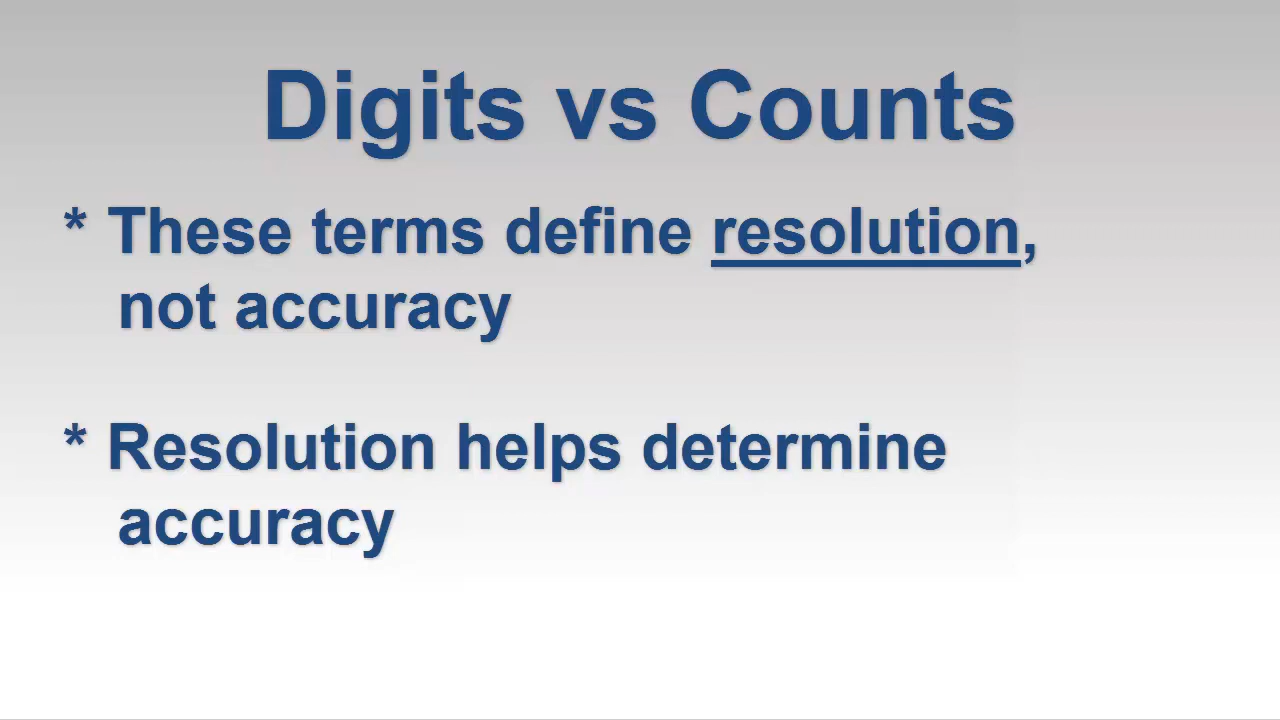 Digits vs Counts
* These terms define resolution,
not accuracy
* Resolution helps determine
accuracy